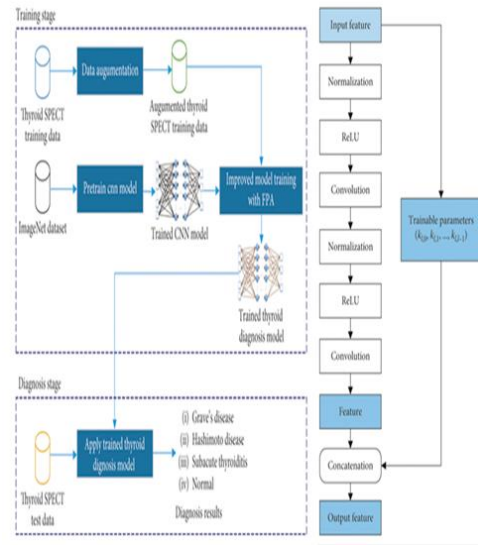 Training stage
Thyroid SPECT
training data
Data augmentation
Augmented thyroid
SPECT training data
ImageNet dataset
Pretrain cnn model
Trained CNN model
Improved model training
with FPA
Trained thyroid
diagnosis model
Diagnosis stage
Thyroid SPECT
test data
Apply trained thyroid
dignosis model
(i) Grave's disease
(ii) Hashimoto disease
(iii) Subacute thyroiditis
(iv) Normal
Diagnosis results
Input feature
Normalization
ReLU
Convolution
Normalization
ReLU
Convolution
Feature
Concatenation
Output feature
Trainable parameters